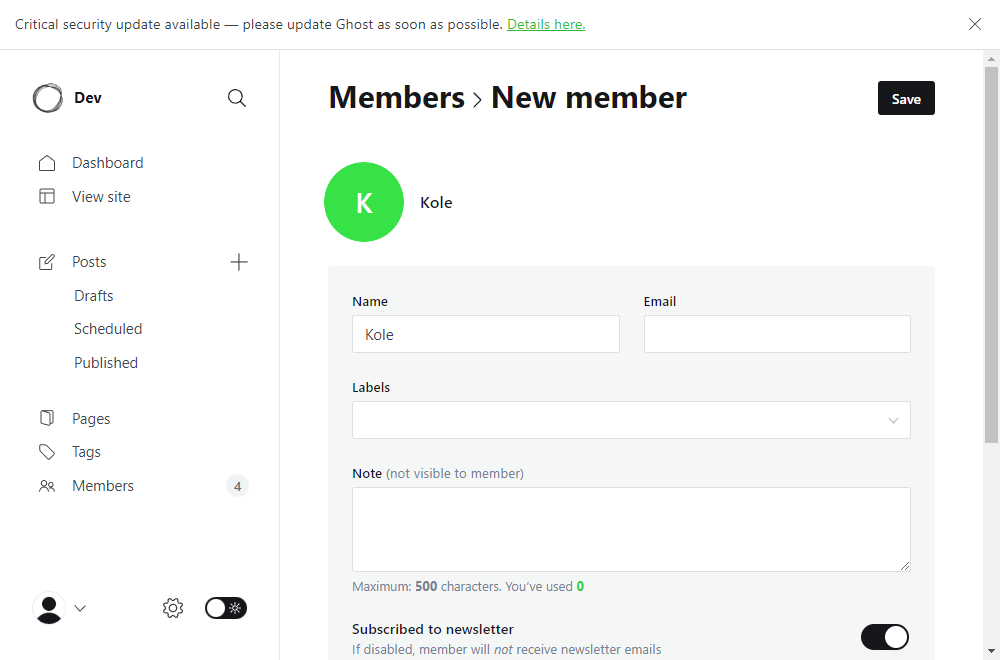 Critical security update available — please update Ghost as soon as possible. Details here.
Dev
Dashboard
View site
Posts
Drafts
Scheduled
Published
Pages
Tags
Members 4
Members › New member
Save
K Kole
Name Email
Kole
Labels
Note (not visible to member)
Maximum: 500 characters. You've used 0
Subscribed to newsletter
If disabled, member will not receive newsletter emails